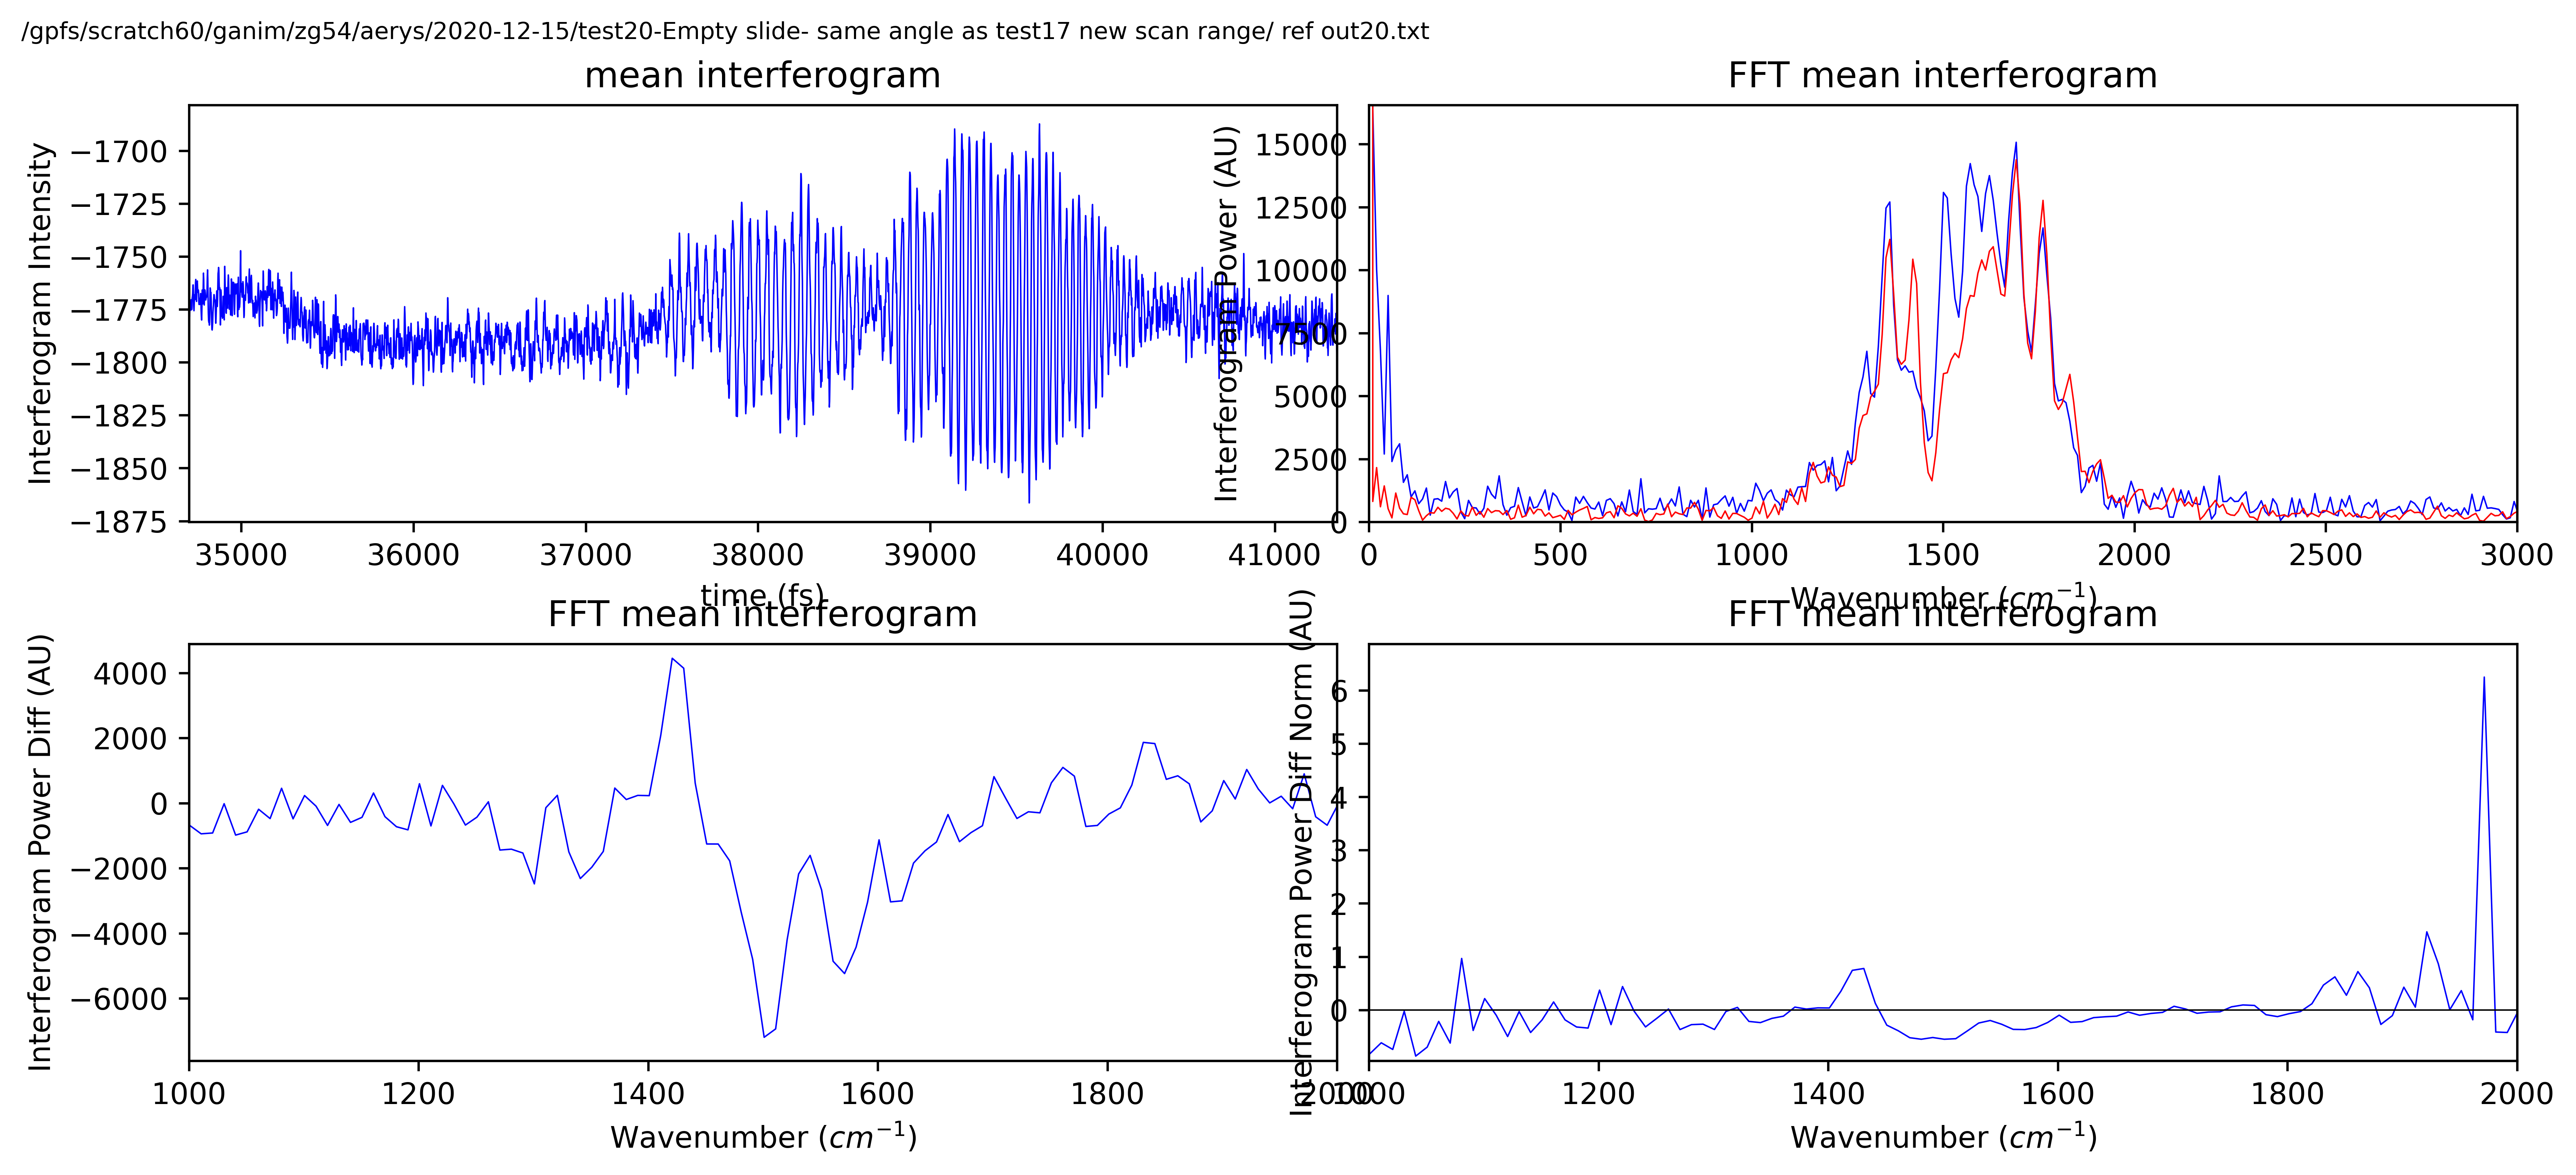 /gpfs/scratch60/ganim/zg54/aerys/2020-12-15/test20-Empty slide- same angle as test17 new scan range/ ref out20.txt
mean interferogram
Interferogram Intensity
−1700
−1725
−1750
−1775
−1800
−1825
−1850
−1875
35000 36000 37000 38000 39000 40000 41000
time (fs)
FFT mean interferogram
Interferogram Power (AU)
15000
12500
10000
7500
5000
2500
0
0 500 1000 1500 2000 2500 3000
Wavenumber (cm⁻¹)
FFT mean interferogram
Interferogram Power Diff (AU)
4000
2000
0
−2000
−4000
−6000
1000 1200 1400 1600 1800 2000
Wavenumber (cm⁻¹)
FFT mean interferogram
Interferogram Power Diff Norm (AU)
6
5
4
3
2
1
0
1000 1200 1400 1600 1800 2000
Wavenumber (cm⁻¹)